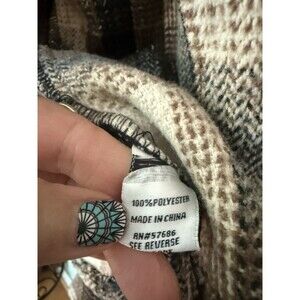 100% POLYESTER
MADE IN CHINA
RN#57686
SEE REVERSE